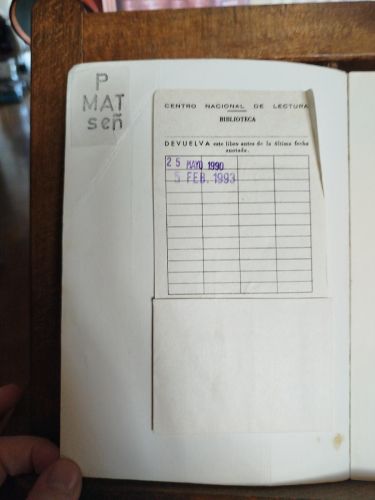 P
MAT
señ
CENTRO NACIONAL DE LECTURA
BIBLIOTECA
DEVUELVA este libro antes de la última fecha
anotada.
25 MAYO 1990
5 FEB. 1993